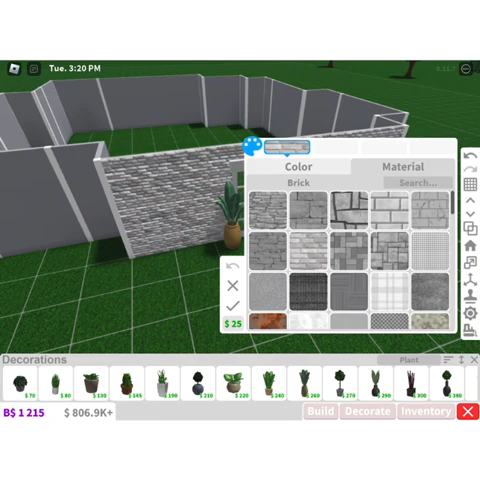 Tue. 3:20 PM
Color
Material
Brick
Search...
$ 25
Decorations
Plant
$ 70
$ 80
$ 130
$ 145
$ 190
$ 210
$ 220
$ 240
$ 260
$ 270
$ 290
$ 300
$ 380
B$ 1 215
$ 806.9K+
Build
Decorate
Inventory